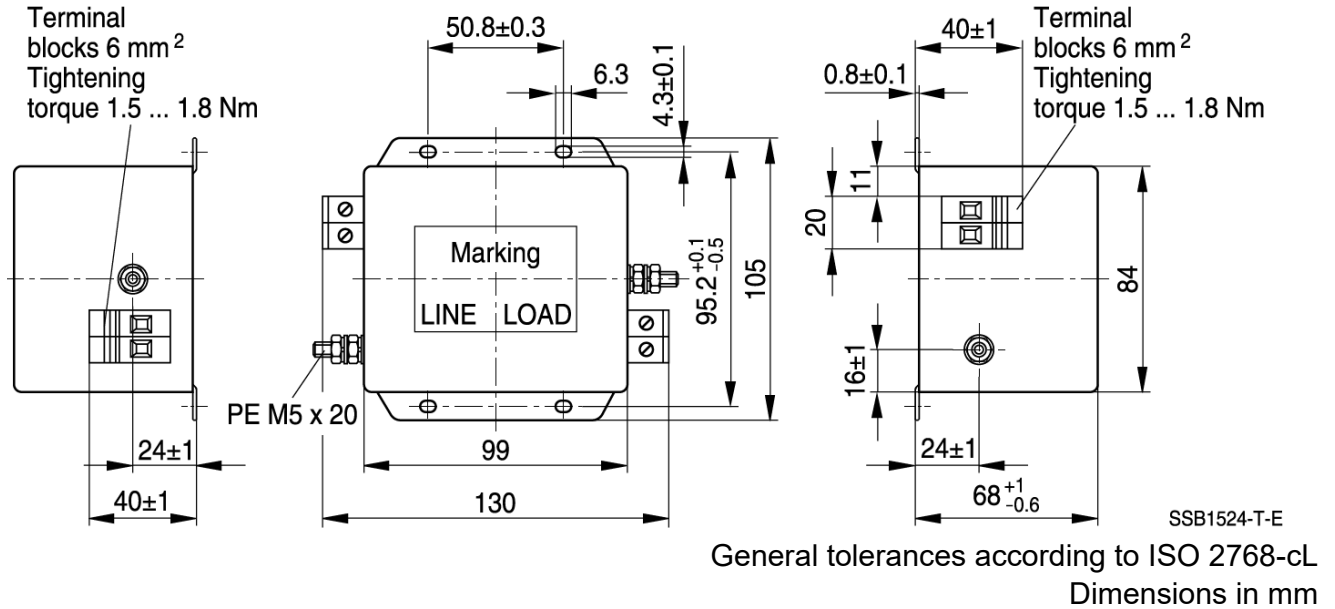 Terminal
blocks 6 mm²
Tightening
torque 1.5 ... 1.8 Nm
24±1
40±1
50.8±0.3
6.3
4.3±0.1
Marking
LINE LOAD
95.2 +0.1 -0.5
105
PE M5 x 20
99
130
40±1
Terminal
blocks 6 mm²
Tightening
torque 1.5 ... 1.8 Nm
0.8±0.1
11
20
84
16±1
24±1
68 +1 -0.6
SSB1524-T-E
General tolerances according to ISO 2768-cL
Dimensions in mm